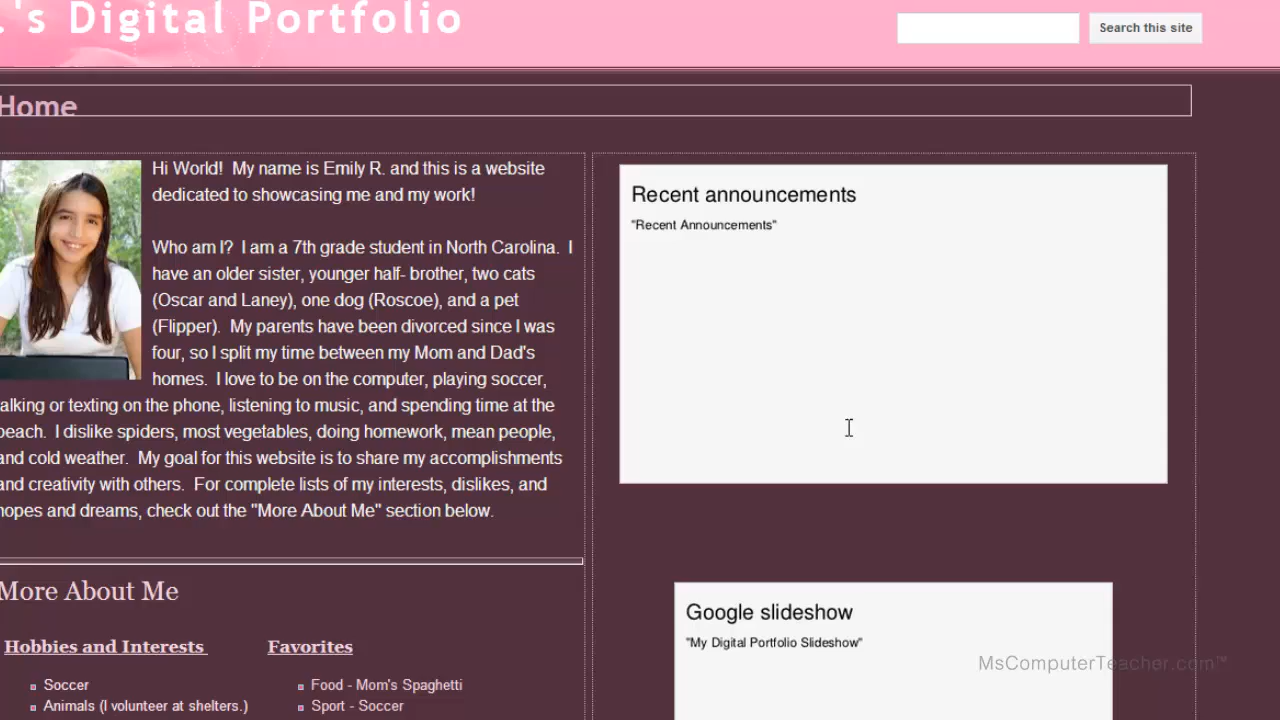 .'s Digital Portfolio
Search this site
Home
Hi World!  My name is Emily R. and this is a website
dedicated to showcasing me and my work!
Who am I?  I am a 7th grade student in North Carolina.  I
have an older sister, younger half- brother, two cats
(Oscar and Laney), one dog (Roscoe), and a pet
(Flipper).  My parents have been divorced since I was
four, so I split my time between my Mom and Dad's
homes.  I love to be on the computer, playing soccer,
alking or texting on the phone, listening to music, and spending time at the
beach.  I dislike spiders, most vegetables, doing homework, mean people,
and cold weather.  My goal for this website is to share my accomplishments
and creativity with others.  For complete lists of my interests, dislikes, and
hopes and dreams, check out the "More About Me" section below.
More About Me
Hobbies and Interests
Soccer
Animals (I volunteer at shelters.)
Favorites
Food - Mom's Spaghetti
Sport - Soccer
Recent announcements
"Recent Announcements"
Google slideshow
"My Digital Portfolio Slideshow"
MsComputerTeacher.com™